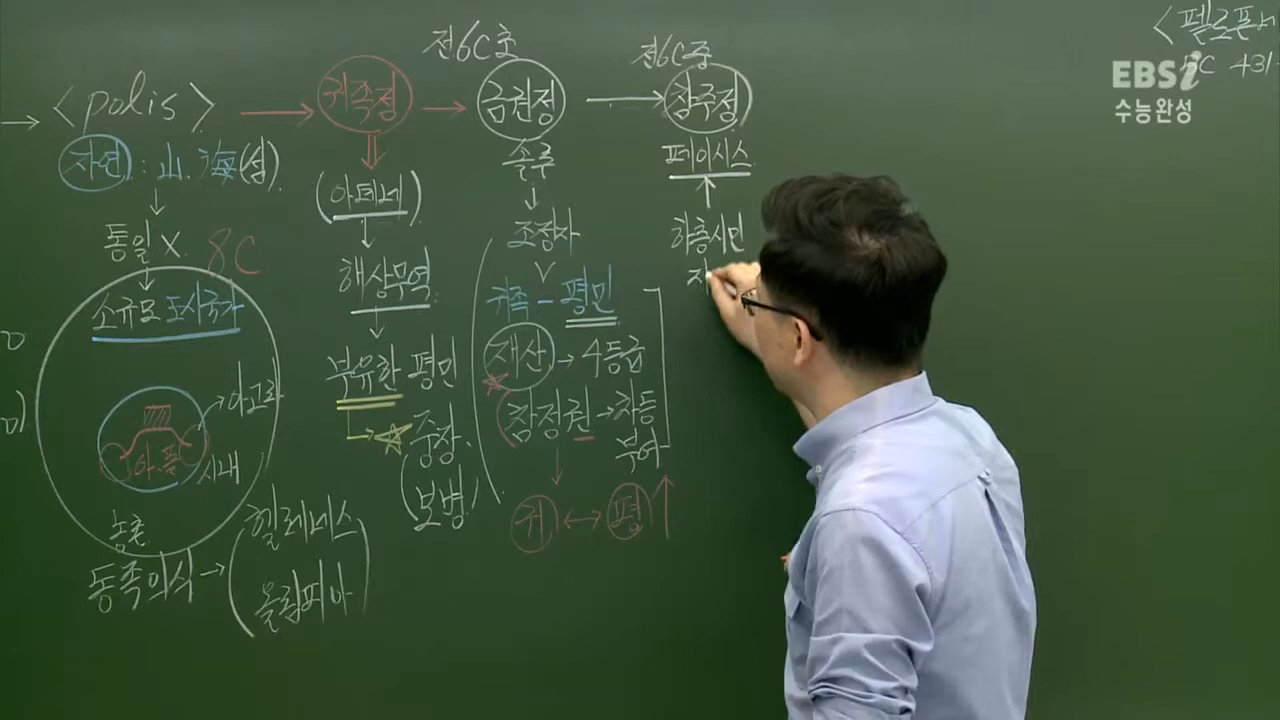 <polis>
자연 : 山. 海(섬)
통일 X.
8C
소규모 도시국가
아고라
아.폴
시내
농촌
동족의식 →
헬레네스
올림피아
귀족정
(아테네)
해상무역
부유한 평민
중장.
보병
전6C초
금권정
솔루
조정자
귀족 - 평민
재산 → 4등급
참정권 → 차등
부여
귀 ↔ 평 ↑
전6C중
참주정
페이시스
하층시민
<펠로폰
431
EBSi
수능완성